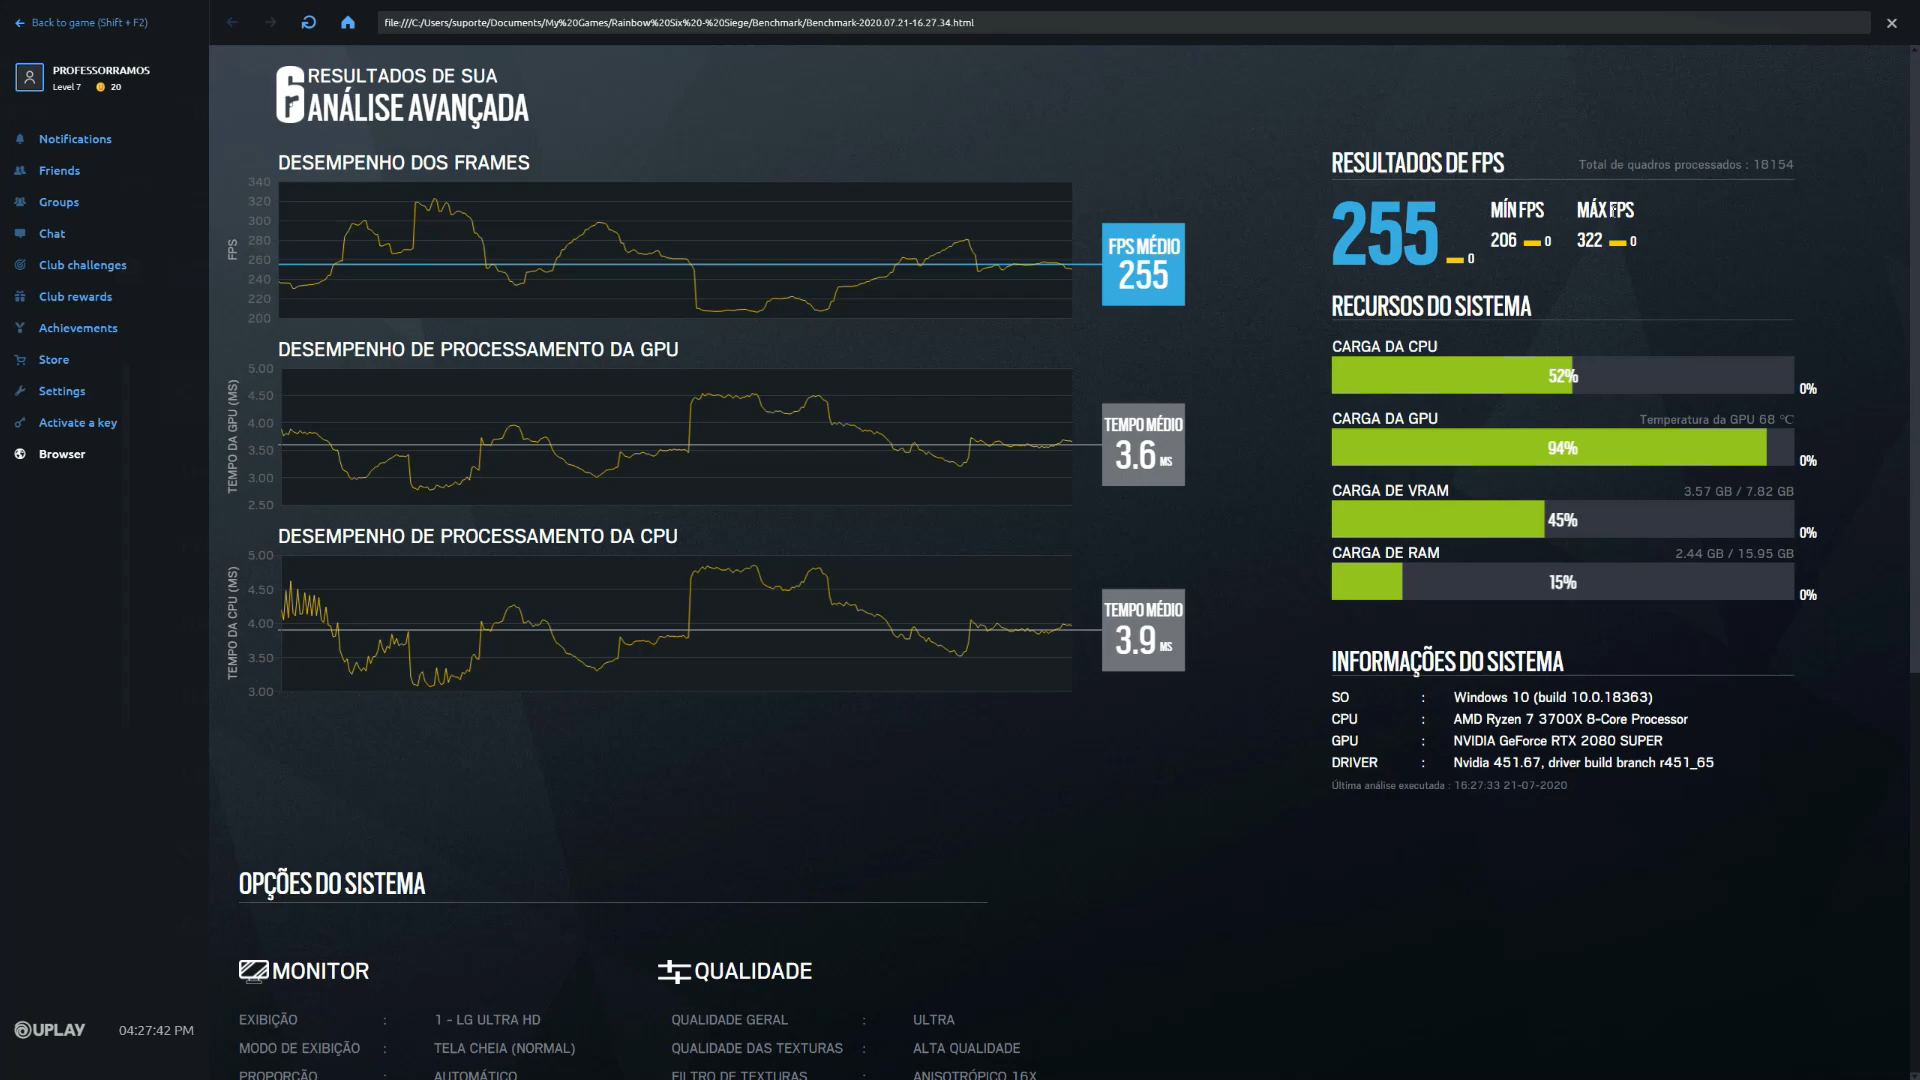 Back to game (Shift + F2)
file:///C:/Users/suporte/Documents/My%20Games/Rainbow%20Six%20-%20Siege/Benchmark/Benchmark-2020.07.21-16.27.34.html
PROFESSORRAMOS
Level 7 20
Notifications
Friends
Groups
Chat
Club challenges
Club rewards
Achievements
Store
Settings
Activate a key
Browser
UPLAY 04:27:42 PM
6
RESULTADOS DE SUA
ANÁLISE AVANÇADA
DESEMPENHO DOS FRAMES
340
320
300
280
260
240
220
200
FPS
FPS MÉDIO
255
DESEMPENHO DE PROCESSAMENTO DA GPU
5.00
4.50
4.00
3.50
3.00
2.50
TEMPO DA GPU (MS)
TEMPO MÉDIO
3.6 MS
DESEMPENHO DE PROCESSAMENTO DA CPU
5.00
4.50
4.00
3.50
3.00
TEMPO DA CPU (MS)
TEMPO MÉDIO
3.9 MS
RESULTADOS DE FPS Total de quadros processados : 18154
255 0
MÍN FPS MÁX FPS
206 0 322 0
RECURSOS DO SISTEMA
CARGA DA CPU
52% 0%
CARGA DA GPU Temperatura da GPU 68 °C
94% 0%
CARGA DE VRAM 3.57 GB / 7.82 GB
45% 0%
CARGA DE RAM 2.44 GB / 15.95 GB
15% 0%
INFORMAÇÕES DO SISTEMA
SO : Windows 10 (build 10.0.18363)
CPU : AMD Ryzen 7 3700X 8-Core Processor
GPU : NVIDIA GeForce RTX 2080 SUPER
DRIVER : Nvidia 451.67, driver build branch r451_65
Última análise executada : 16:27:33 21-07-2020
OPÇÕES DO SISTEMA
MONITOR
EXIBIÇÃO : 1 - LG ULTRA HD
MODO DE EXIBIÇÃO : TELA CHEIA (NORMAL)
PROPORÇÃO AUTOMÁTICO
QUALIDADE
QUALIDADE GERAL : ULTRA
QUALIDADE DAS TEXTURAS : ALTA QUALIDADE
FILTRO DE TEXTURAS ANISOTRÓPICO 16X